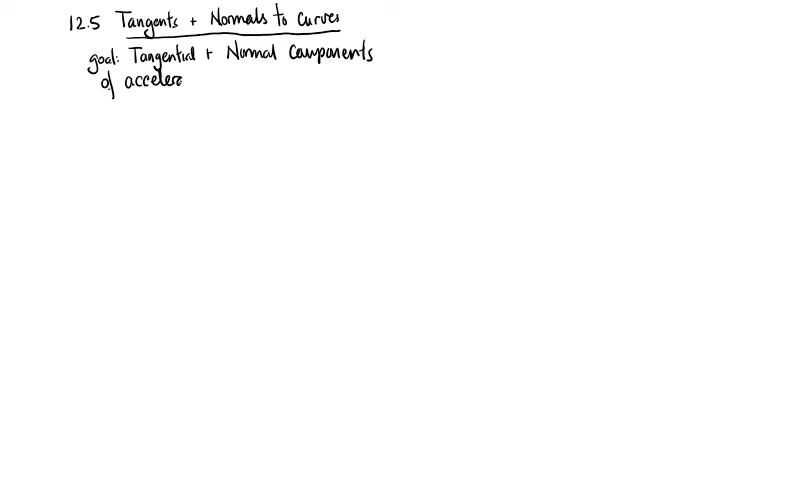 12.5 Tangents + Normals to Curves
goal: Tangential + Normal Components
of accelera